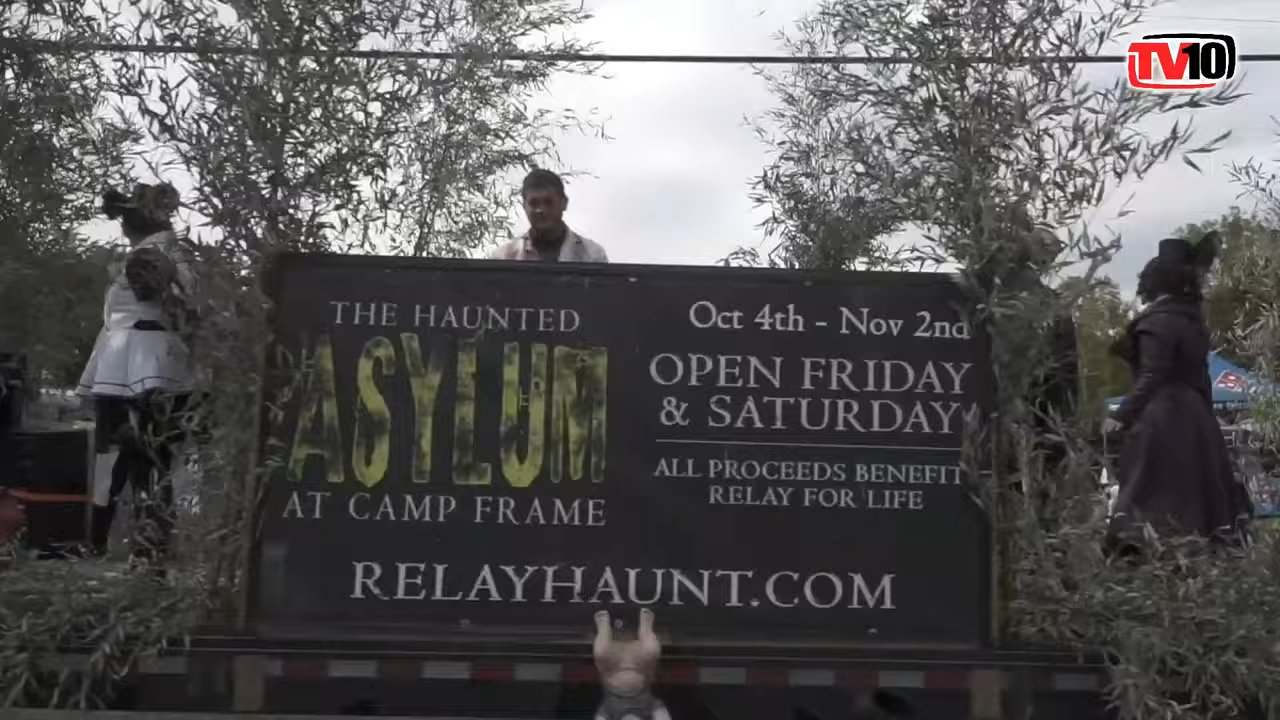 TV10
THE HAUNTED
ASYLUM
AT CAMP FRAME
Oct 4th - Nov 2nd
OPEN FRIDAY
& SATURDAY
ALL PROCEEDS BENEFIT
RELAY FOR LIFE
RELAYHAUNT.COM